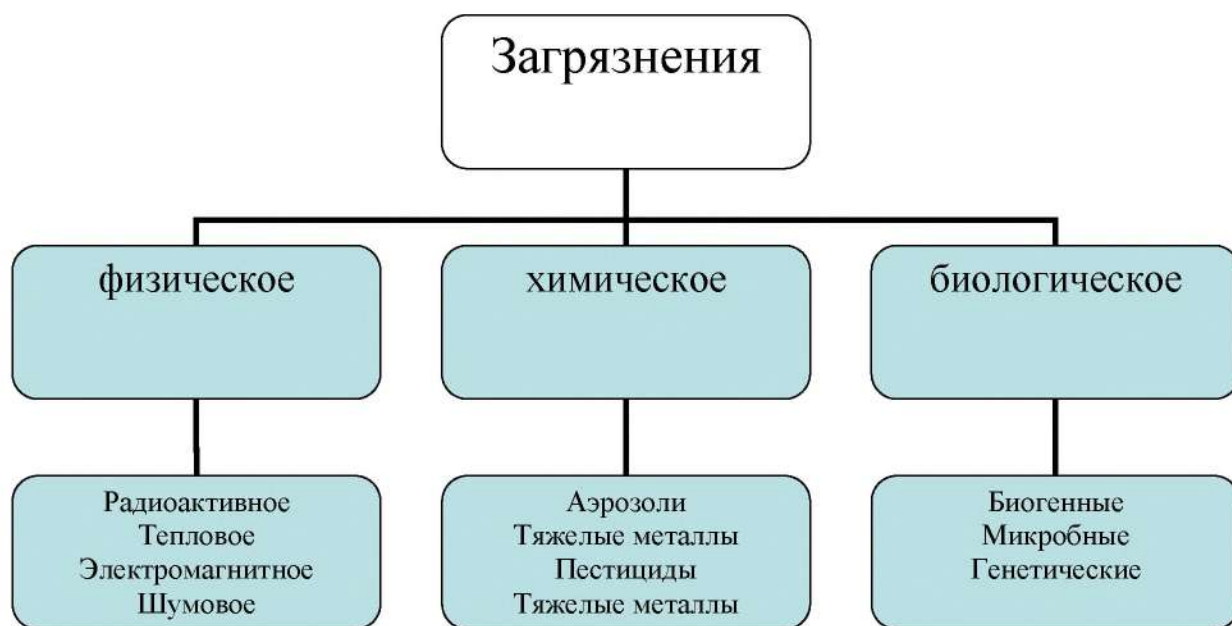 Загрязнения
физическое
химическое
биологическое
Радиоактивное
Тепловое
Электромагнитное
Шумовое
Аэрозоли
Тяжелые металлы
Пестициды
Тяжелые металлы
Биогенные
Микробные
Генетические